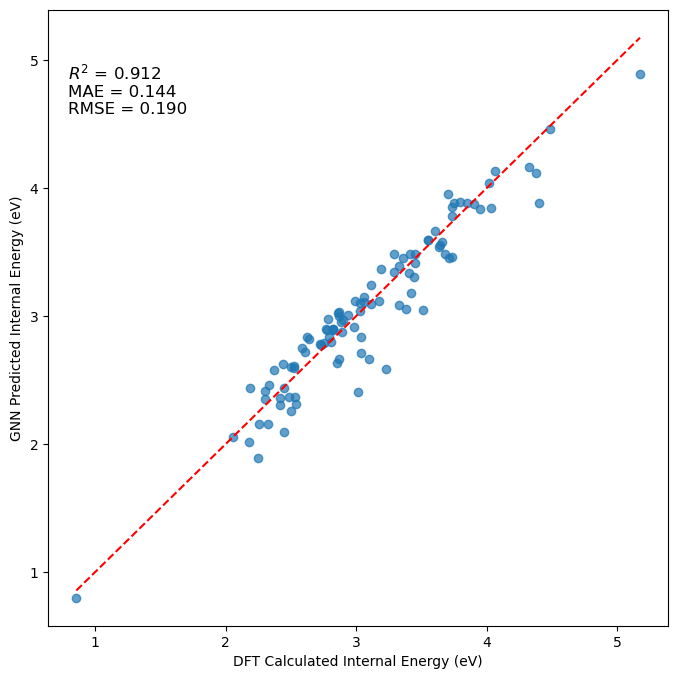 R² = 0.912
MAE = 0.144
RMSE = 0.190
GNN Predicted Internal Energy (eV)
5
4
3
2
1
1 2 3 4 5
DFT Calculated Internal Energy (eV)